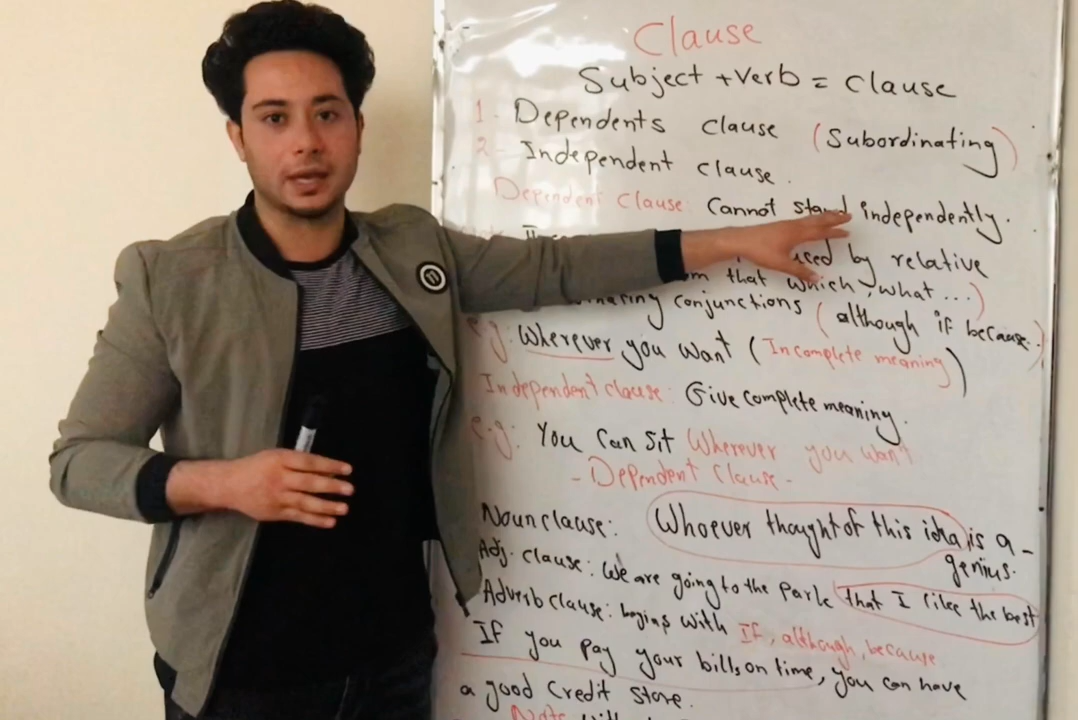 Clause
Subject + Verb = Clause
1- Dependents Clause (Subordinating)
2- Independent clause.
Dependent Clause: Cannot stand independently.
by relative
that which, what ...)
conjunctions (although if because..)
e.g: Wherever you want (Incomplete meaning)
Independent clause: Give complete meaning.
e.g: You Can Sit Wherever you want
- Dependent Clause -
Noun clause: Whoever thought of this idea is a -
genius.
Adj. clause: We are going to the park that I like the best
Adverb clause: begins with If, although, because
If you pay your bills on time, you can have
a good Credit store.
Note